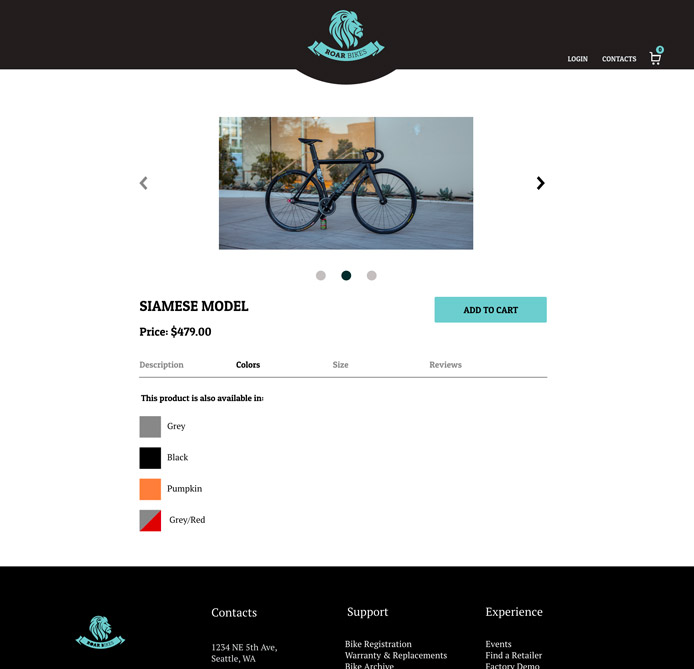 ROAR BIKES
0
LOGIN CONTACTS
SIAMESE MODEL
ADD TO CART
Price: $479.00
Description Colors Size Reviews
This product is also available in:
Grey
Black
Pumpkin
Grey/Red
ROAR BIKES
Contacts
Support
Experience
1234 NE 5th Ave,
Seattle, WA
Bike Registration
Warranty & Replacements
Bike Archive
Events
Find a Retailer
Factory Demo